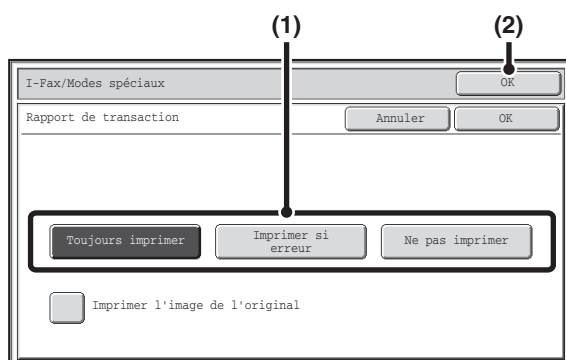 (1) (2)
I-Fax/Modes spéciaux OK
Rapport de transaction Annuler OK
Toujours imprimer Imprimer si erreur Ne pas imprimer
Imprimer l'image de l'original